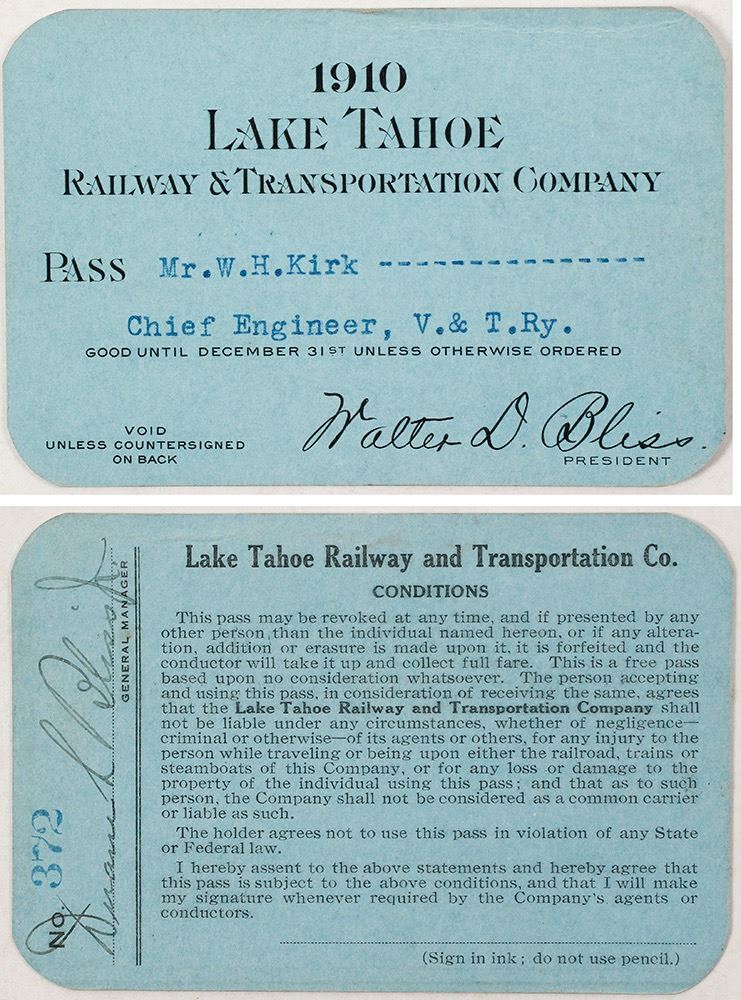 1910
LAKE TAHOE
RAILWAY & TRANSPORTATION COMPANY
PASS Mr.W.H.Kirk ---------------
Chief Engineer, V.& T.Ry.
GOOD UNTIL DECEMBER 31ST UNLESS OTHERWISE ORDERED
VOID
UNLESS COUNTERSIGNED
ON BACK
Walter D. Bliss.
PRESIDENT
No. 372
Duane L Bliss Jr
GENERAL MANAGER
Lake Tahoe Railway and Transportation Co.
CONDITIONS
This pass may be revoked at any time, and if presented by any
other person than the individual named hereon, or if any altera-
tion, addition or erasure is made upon it, it is forfeited and the
conductor will take it up and collect full fare. This is a free pass
based upon no consideration whatsoever. The person accepting
and using this pass, in consideration of receiving the same, agrees
that the Lake Tahoe Railway and Transportation Company shall
not be liable under any circumstances, whether of negligence—
criminal or otherwise—of its agents or others, for any injury to the
person while traveling or being upon either the railroad, trains or
steamboats of this Company, or for any loss or damage to the
property of the individual using this pass; and that as to such
person, the Company shall not be considered as a common carrier
or liable as such.
The holder agrees not to use this pass in violation of any State
or Federal law.
I hereby assent to the above statements and hereby agree that
this pass is subject to the above conditions, and that I will make
my signature whenever required by the Company's agents or
conductors.
(Sign in ink; do not use pencil.)